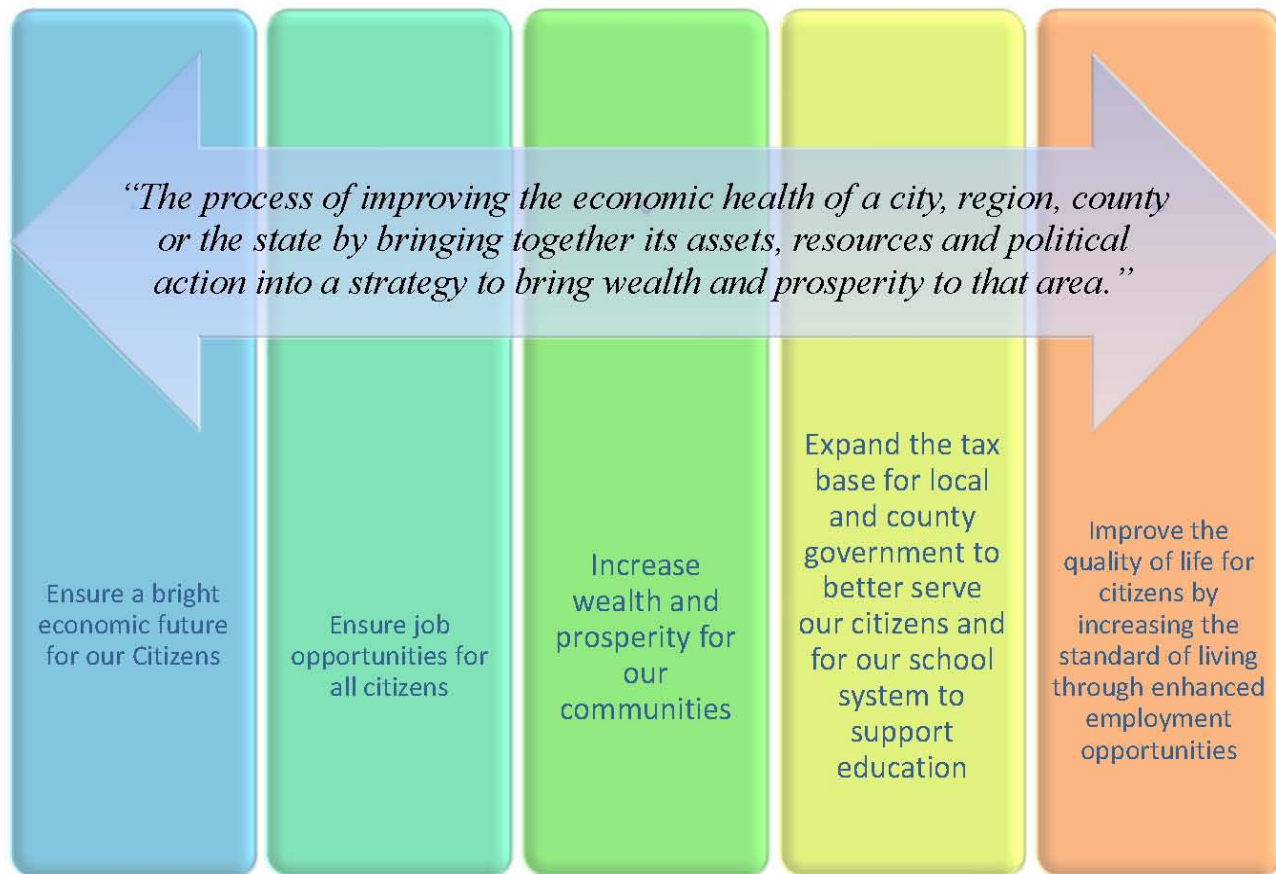 “The process of improving the economic health of a city, region, county
or the state by bringing together its assets, resources and political
action into a strategy to bring wealth and prosperity to that area.”
Ensure a bright
economic future
for our Citizens
Ensure job
opportunities for
all citizens
Increase
wealth and
prosperity for
our
communities
Expand the tax
base for local
and county
government to
better serve
our citizens and
for our school
system to
support
education
Improve the
quality of life for
citizens by
increasing the
standard of living
through enhanced
employment
opportunities